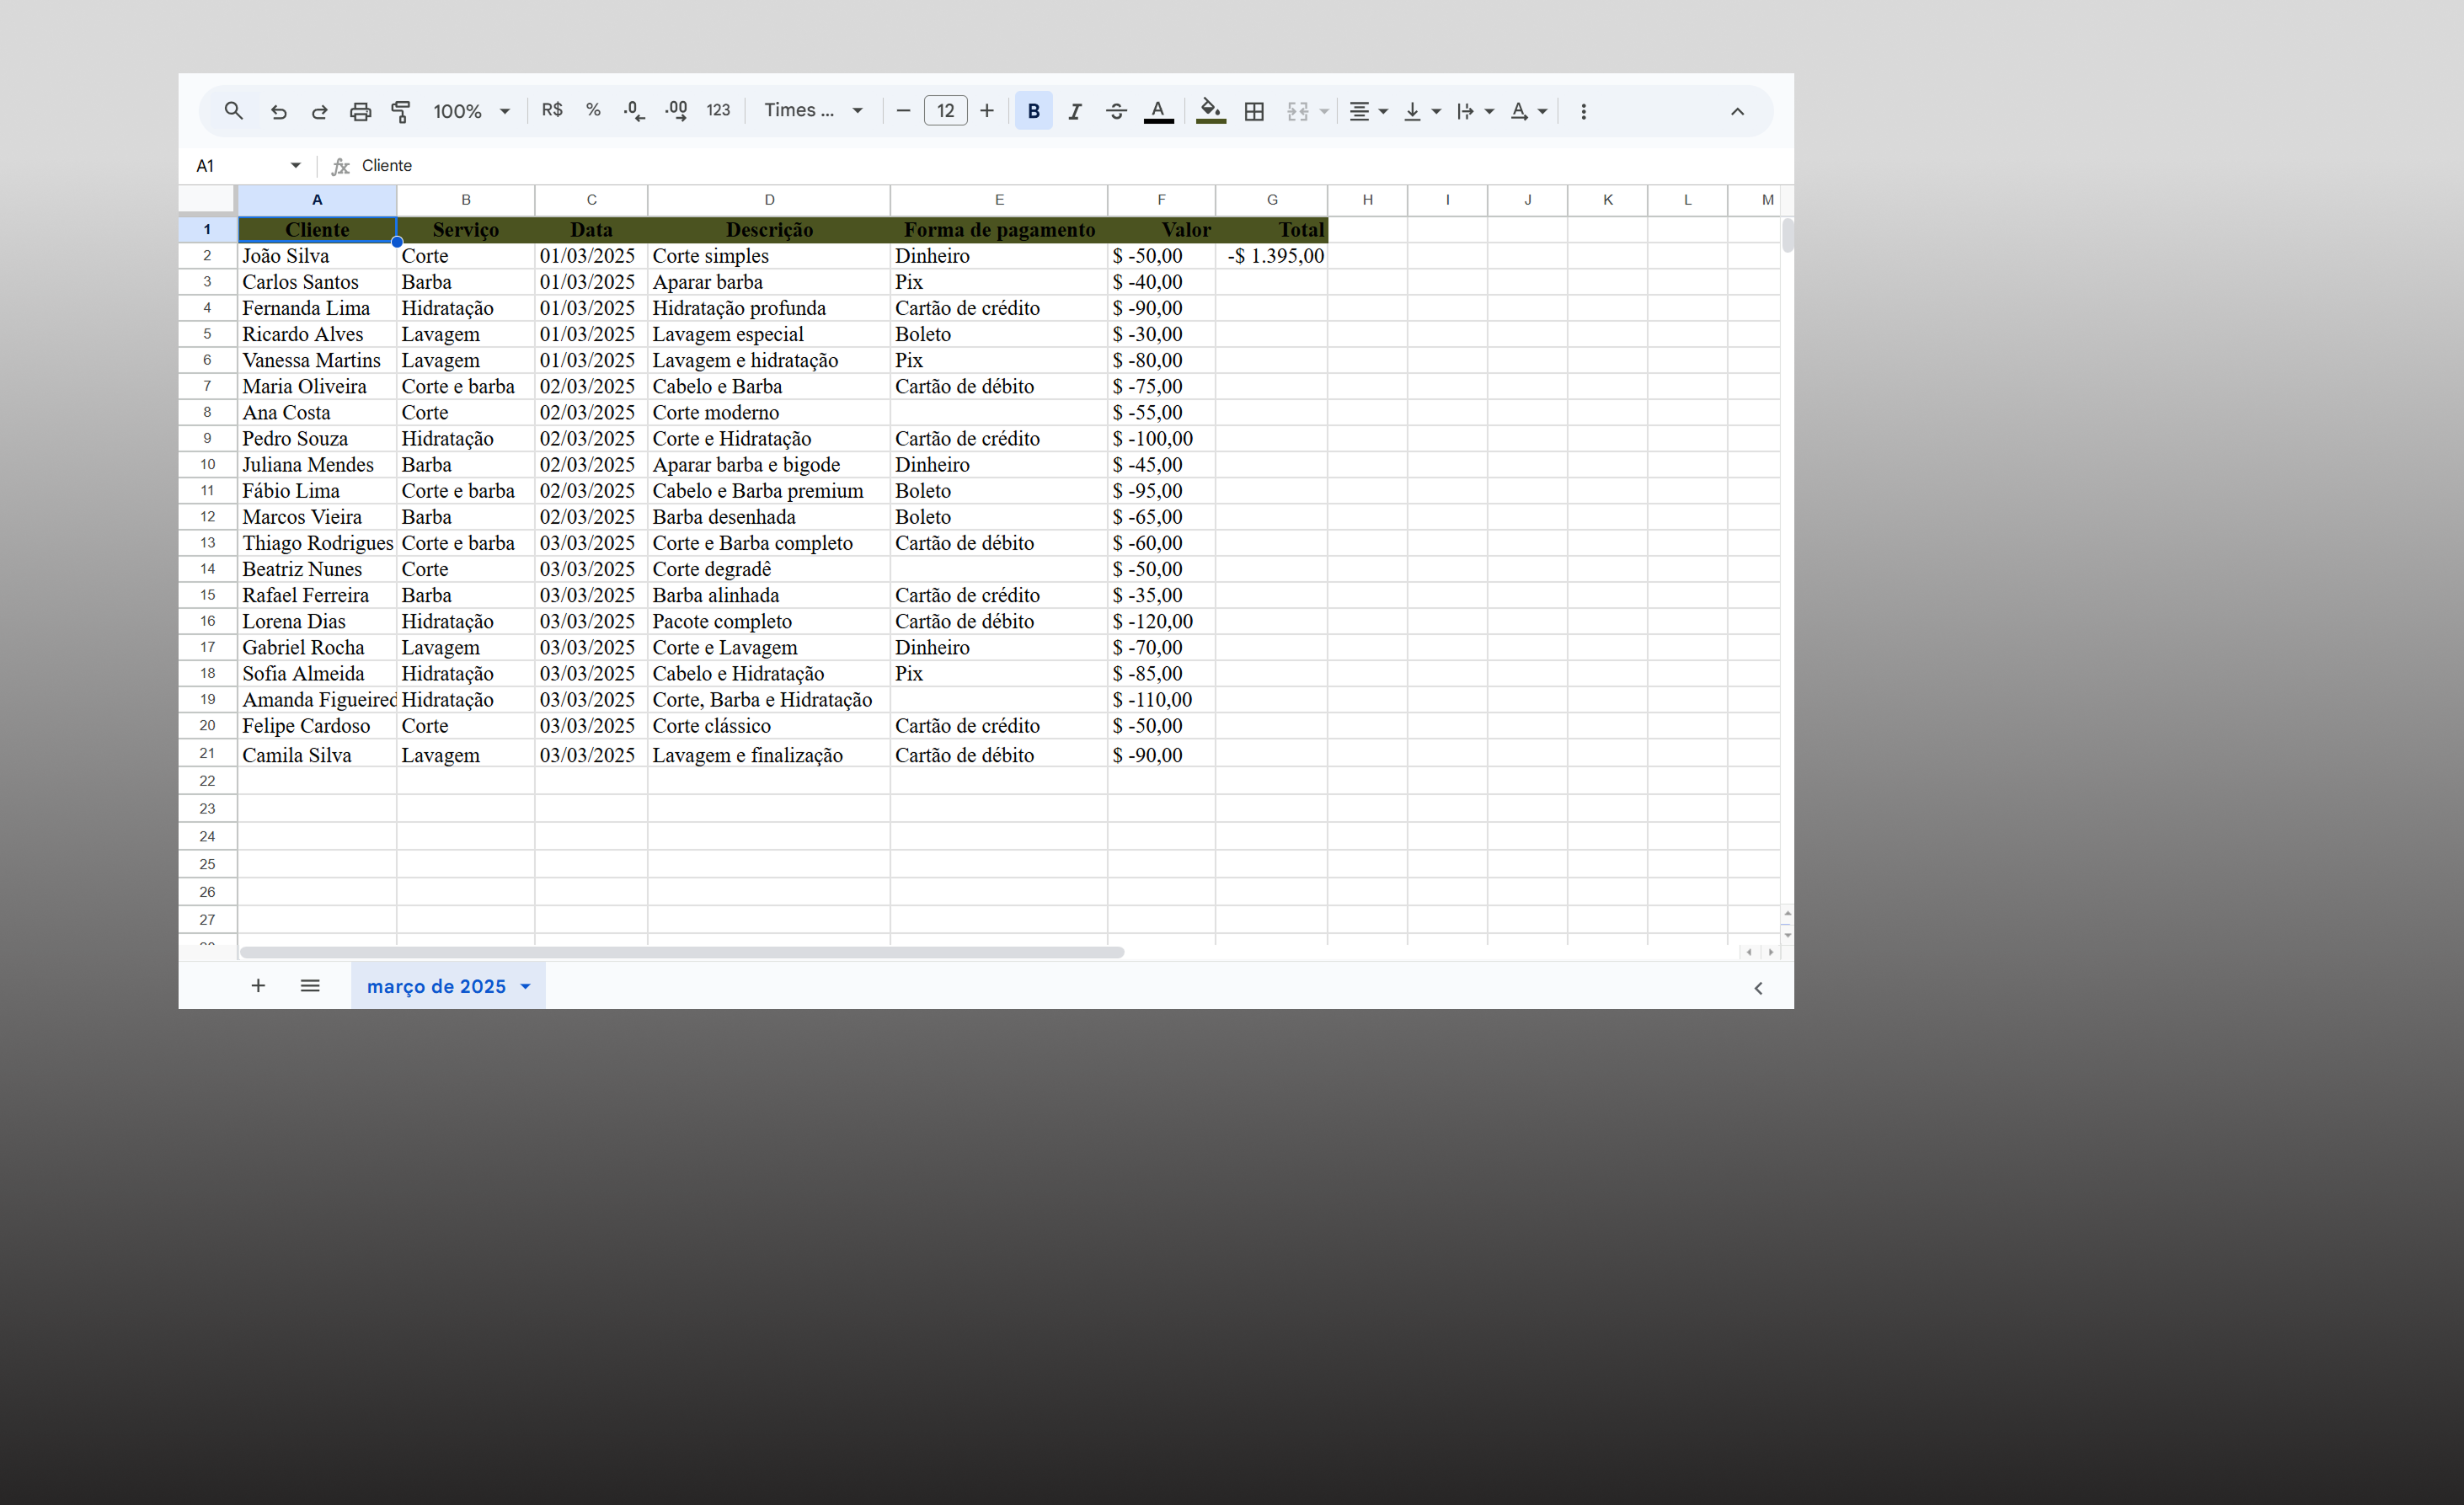 100% R$ % .0 .00 123 Times ... 12 B I S A
A1 fx Cliente
A B C D E F G H I J K L M
1 Cliente Serviço Data Descrição Forma de pagamento Valor Total
2 João Silva Corte 01/03/2025 Corte simples Dinheiro $ -50,00 -$ 1.395,00
3 Carlos Santos Barba 01/03/2025 Aparar barba Pix $ -40,00
4 Fernanda Lima Hidratação 01/03/2025 Hidratação profunda Cartão de crédito $ -90,00
5 Ricardo Alves Lavagem 01/03/2025 Lavagem especial Boleto $ -30,00
6 Vanessa Martins Lavagem 01/03/2025 Lavagem e hidratação Pix $ -80,00
7 Maria Oliveira Corte e barba 02/03/2025 Cabelo e Barba Cartão de débito $ -75,00
8 Ana Costa Corte 02/03/2025 Corte moderno $ -55,00
9 Pedro Souza Hidratação 02/03/2025 Corte e Hidratação Cartão de crédito $ -100,00
10 Juliana Mendes Barba 02/03/2025 Aparar barba e bigode Dinheiro $ -45,00
11 Fábio Lima Corte e barba 02/03/2025 Cabelo e Barba premium Boleto $ -95,00
12 Marcos Vieira Barba 02/03/2025 Barba desenhada Boleto $ -65,00
13 Thiago Rodrigues Corte e barba 03/03/2025 Corte e Barba completo Cartão de débito $ -60,00
14 Beatriz Nunes Corte 03/03/2025 Corte degradê $ -50,00
15 Rafael Ferreira Barba 03/03/2025 Barba alinhada Cartão de crédito $ -35,00
16 Lorena Dias Hidratação 03/03/2025 Pacote completo Cartão de débito $ -120,00
17 Gabriel Rocha Lavagem 03/03/2025 Corte e Lavagem Dinheiro $ -70,00
18 Sofia Almeida Hidratação 03/03/2025 Cabelo e Hidratação Pix $ -85,00
19 Amanda Figueired Hidratação 03/03/2025 Corte, Barba e Hidratação $ -110,00
20 Felipe Cardoso Corte 03/03/2025 Corte clássico Cartão de crédito $ -50,00
21 Camila Silva Lavagem 03/03/2025 Lavagem e finalização Cartão de débito $ -90,00
22
23
24
25
26
27
março de 2025